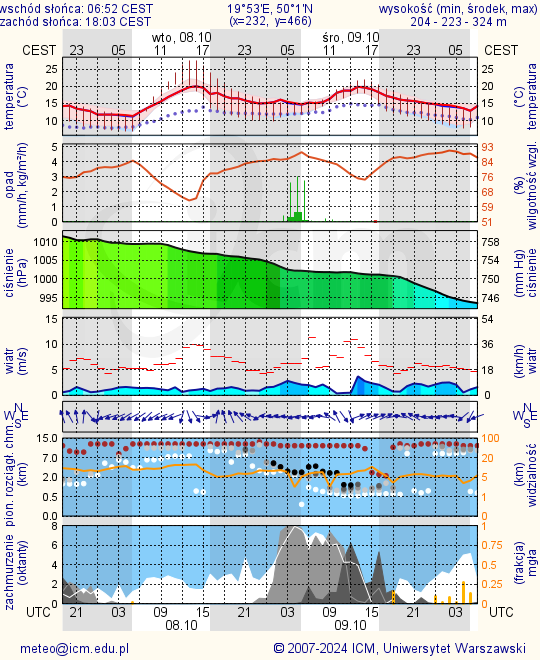 wschód słońca: 06:52 CEST
zachód słońca: 18:03 CEST
19°53'E, 50°1'N
(x=232, y=466)
wysokość (min, środek, max)
204 - 223 - 324 m
wto, 08.10 śro, 09.10
CEST 23 05 11 17 23 05 11 17 23 05 CEST
temperatura (°C)
25
20
15
10
temperatura (°C)
25
20
15
10
opad (mm/h, kg/m²/h)
5
4
3
2
1
0
wilgotność wzgl. (%)
93
84
76
68
59
51
ciśnienie (hPa)
1010
1005
1000
995
ciśnienie (mm Hg)
758
754
750
746
wiatr (m/s)
15
10
5
0
wiatr (km/h)
54
36
18
0
N
W E
S
N
W E
S
pion. rozciągł. chm. (km)
15.0
7.0
2.0
0.5
0.0
widzialność (km)
100
20
5
1
0
zachmurzenie (oktanty)
8
6
4
2
0
mgła (frakcja)
1
0.75
0.5
0.25
0
UTC 21 03 09 15 21 03 09 15 21 03 UTC
08.10 09.10
meteo@icm.edu.pl © 2007-2024 ICM, Uniwersytet Warszawski